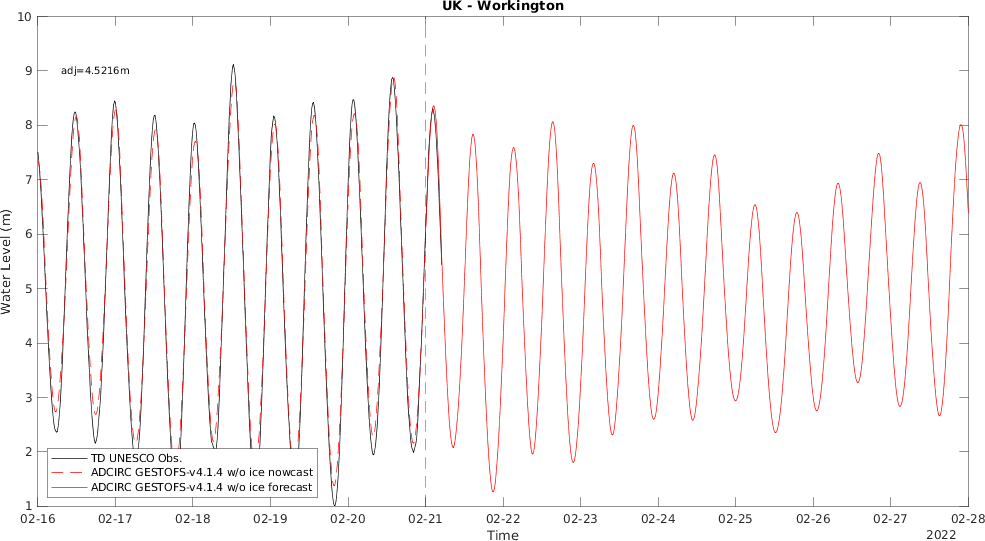 UK - Workington
10
9
8
7
6
5
4
3
2
1
Water Level (m)
adj=4.5216m
TD UNESCO Obs.
ADCIRC GESTOFS-v4.1.4 w/o ice nowcast
ADCIRC GESTOFS-v4.1.4 w/o ice forecast
02-16 02-17 02-18 02-19 02-20 02-21 02-22 02-23 02-24 02-25 02-26 02-27 02-28
Time
2022